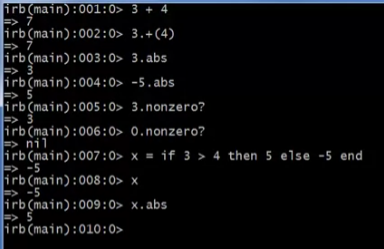 irb(main):001:0> 3 + 4
=> 7
irb(main):002:0> 3.+(4)
=> 7
irb(main):003:0> 3.abs
=> 3
irb(main):004:0> -5.abs
=> 5
irb(main):005:0> 3.nonzero?
=> 3
irb(main):006:0> 0.nonzero?
=> nil
irb(main):007:0> x = if 3 > 4 then 5 else -5 end
=> -5
irb(main):008:0> x
=> -5
irb(main):009:0> x.abs
=> 5
irb(main):010:0>